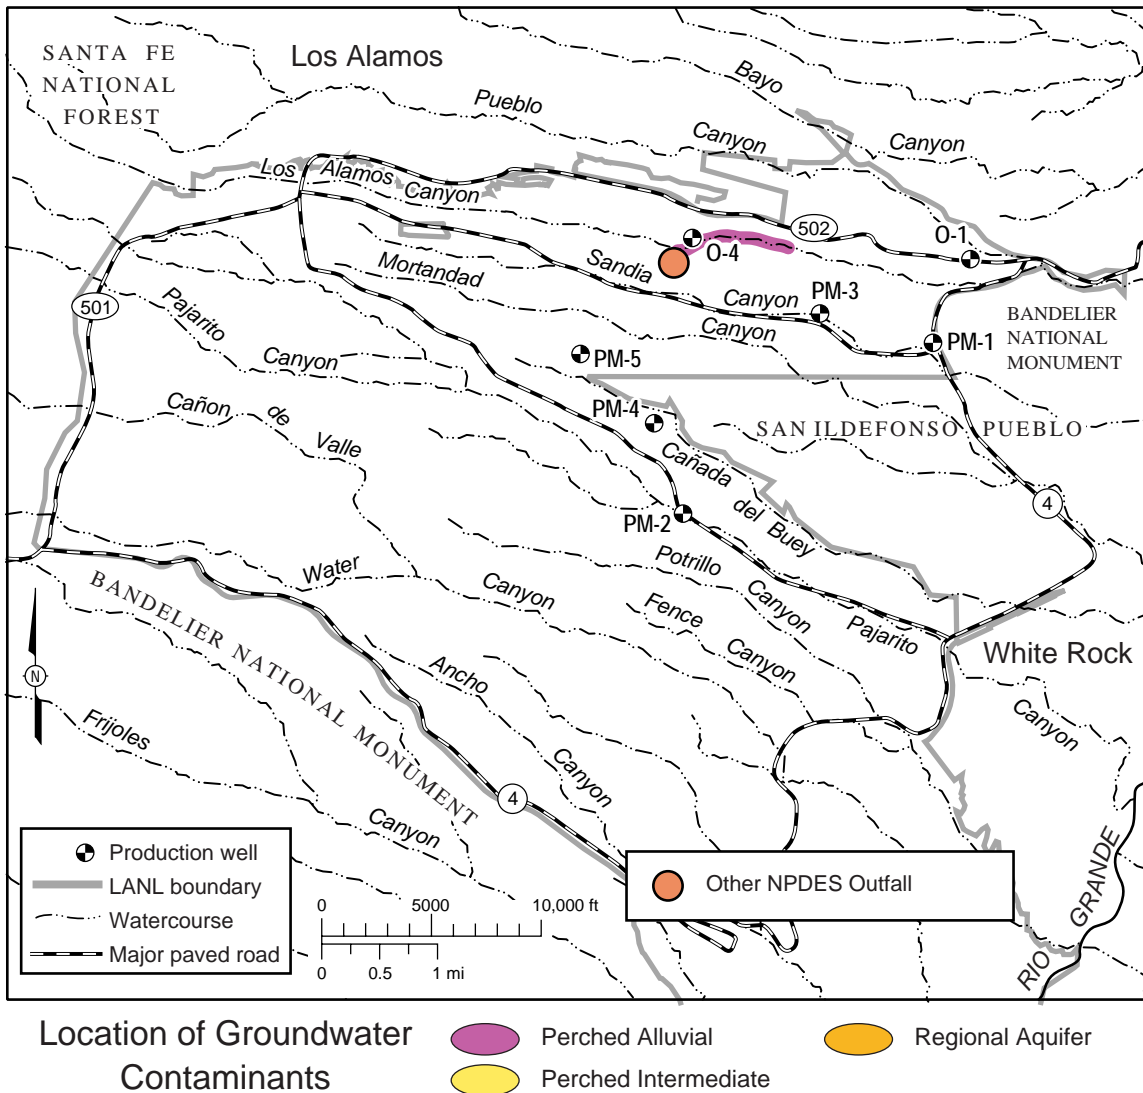 SANTA FE
NATIONAL
FOREST
Los Alamos
Bayo
Canyon
Pueblo
Canyon
Los Alamos Canyon
502
O-1
O-4
Sandia
Canyon
Mortandad
Canyon
PM-3
PM-1
BANDELIER
NATIONAL
MONUMENT
501
Pajarito
Canyon
PM-5
PM-4
SAN ILDEFONSO PUEBLO
Cañon de Valle
Cañada del Buey
4
PM-2
Water
Canyon
Potrillo
Canyon
Fence
Canyon
Pajarito
White Rock
Canyon
BANDELIER NATIONAL MONUMENT
N
Ancho
Canyon
Frijoles
Canyon
4
RIO GRANDE
Production well
LANL boundary
Watercourse
Major paved road
0 5000 10,000 ft
0 0.5 1 mi
Other NPDES Outfall
Location of Groundwater
Contaminants
Perched Alluvial
Perched Intermediate
Regional Aquifer